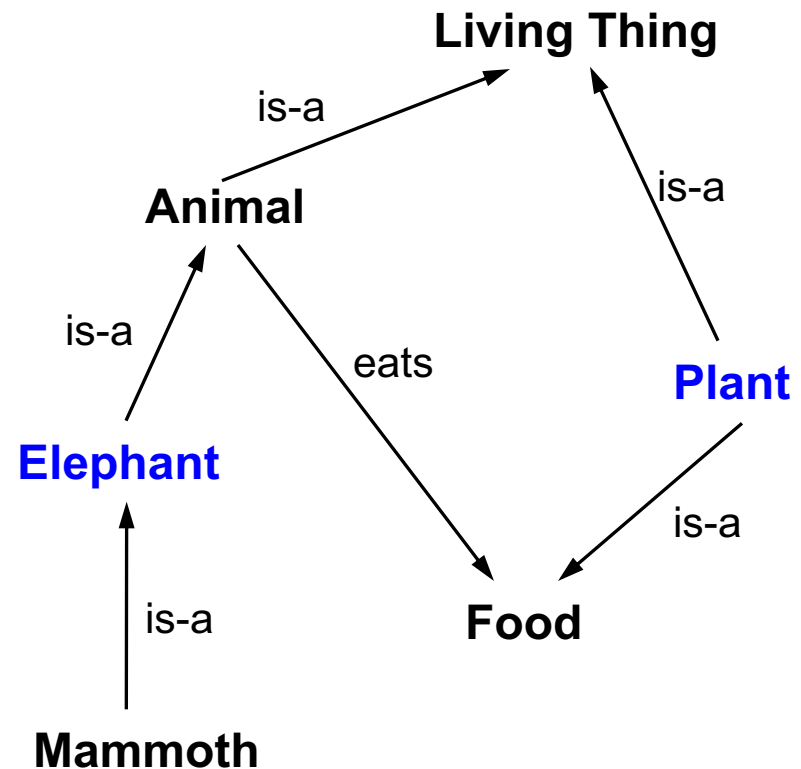 Living Thing
is-a
Animal
is-a
is-a
eats
Plant
Elephant
is-a
is-a
Food
Mammoth